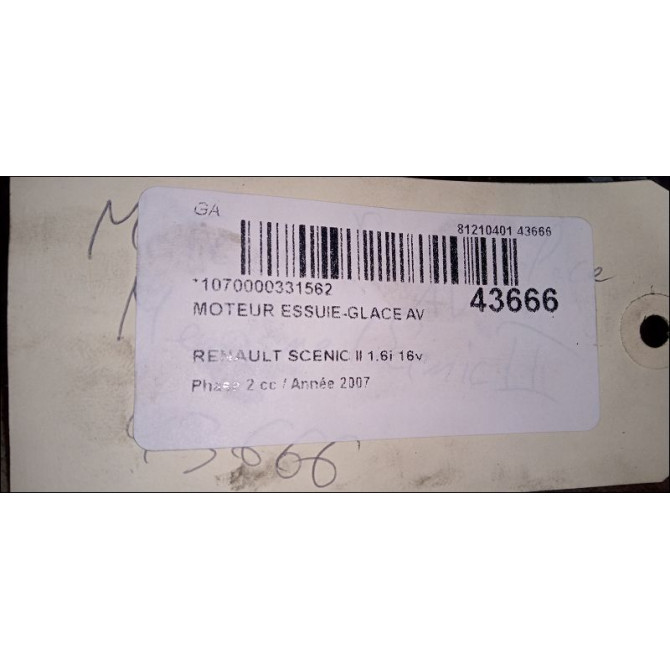 GA
81210401 43666
*1070000331562
43666
MOTEUR ESSUIE-GLACE AV
RENAULT SCENIC II 1.6i 16v
Phase 2 cc / Année 2007
43666